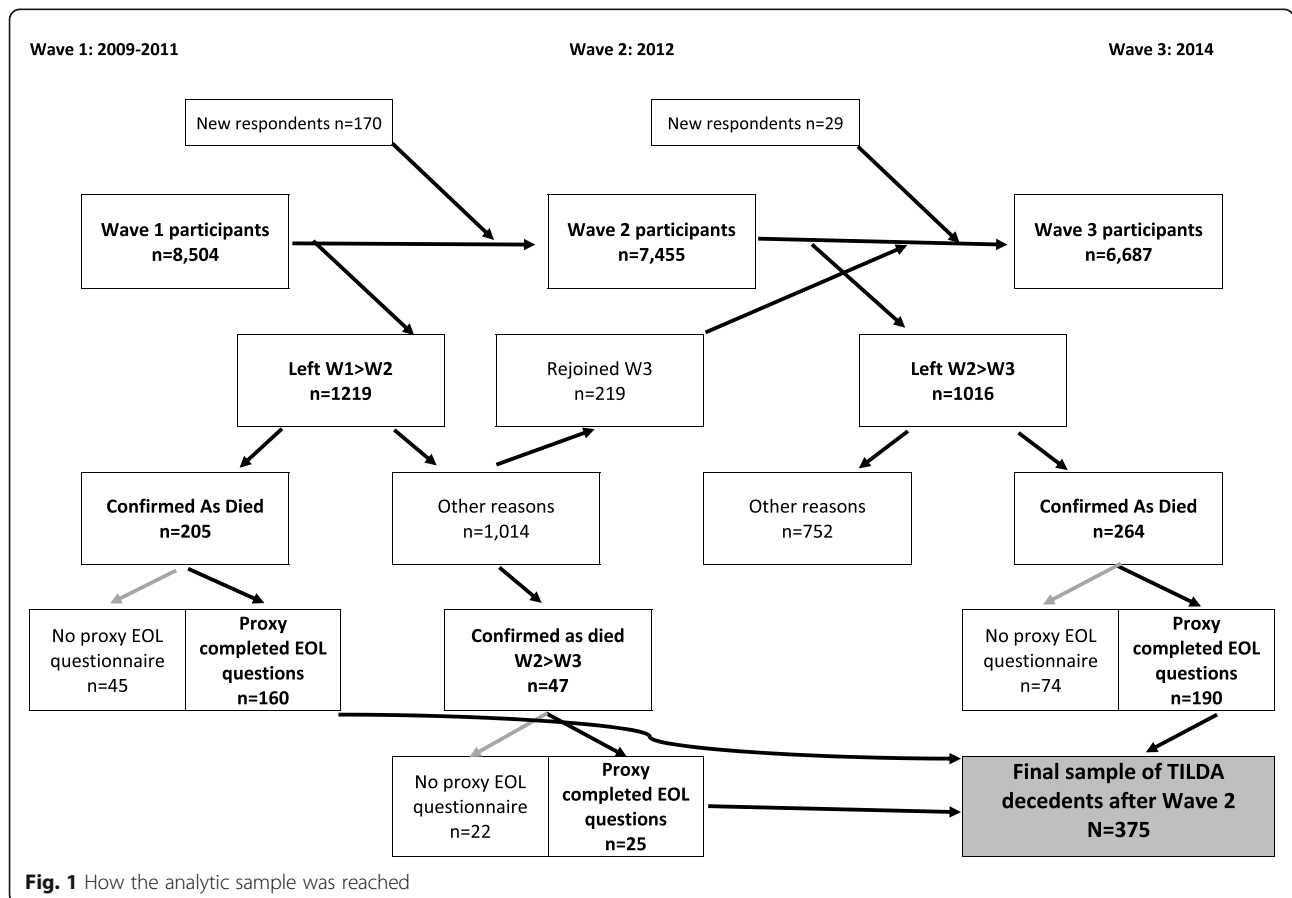 Wave 1: 2009-2011
Wave 2: 2012
Wave 3: 2014
New respondents n=170
New respondents n=29
Wave 1 participants
n=8,504
Wave 2 participants
n=7,455
Wave 3 participants
n=6,687
Left W1>W2
n=1219
Rejoined W3
n=219
Left W2>W3
n=1016
Confirmed As Died
n=205
Other reasons
n=1,014
Other reasons
n=752
Confirmed As Died
n=264
No proxy EOL
questionnaire
n=45
Proxy
completed EOL
questions
n=160
Confirmed as died
W2>W3
n=47
No proxy EOL
questionnaire
n=74
Proxy
completed EOL
questions
n=190
No proxy EOL
questionnaire
n=22
Proxy
completed EOL
questions
n=25
Final sample of TILDA
decedents after Wave 2
N=375
Fig. 1 How the analytic sample was reached